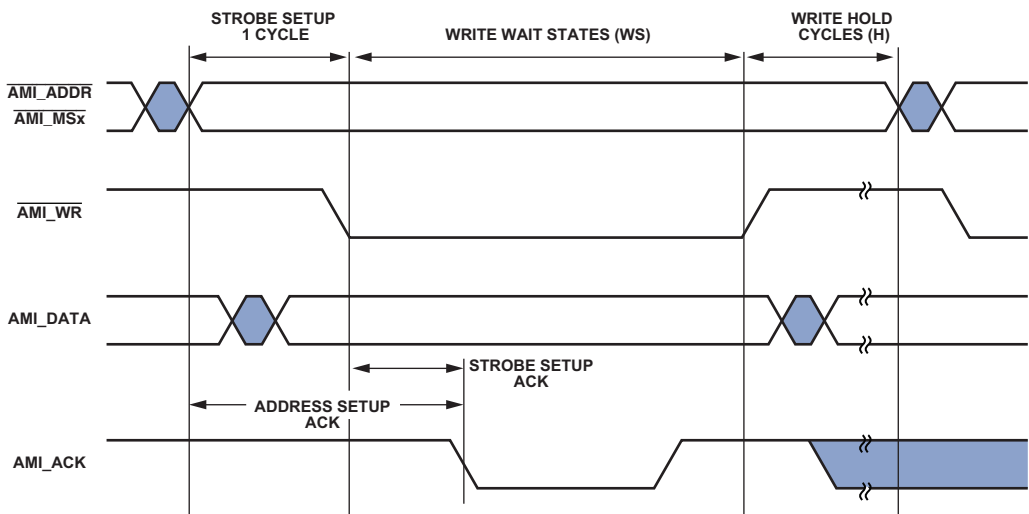 STROBE SETUP
1 CYCLE
WRITE WAIT STATES (WS)
WRITE HOLD
CYCLES (H)
AMI_ADDR
AMI_MSx
AMI_WR
AMI_DATA
STROBE SETUP
ACK
ADDRESS SETUP
ACK
AMI_ACK